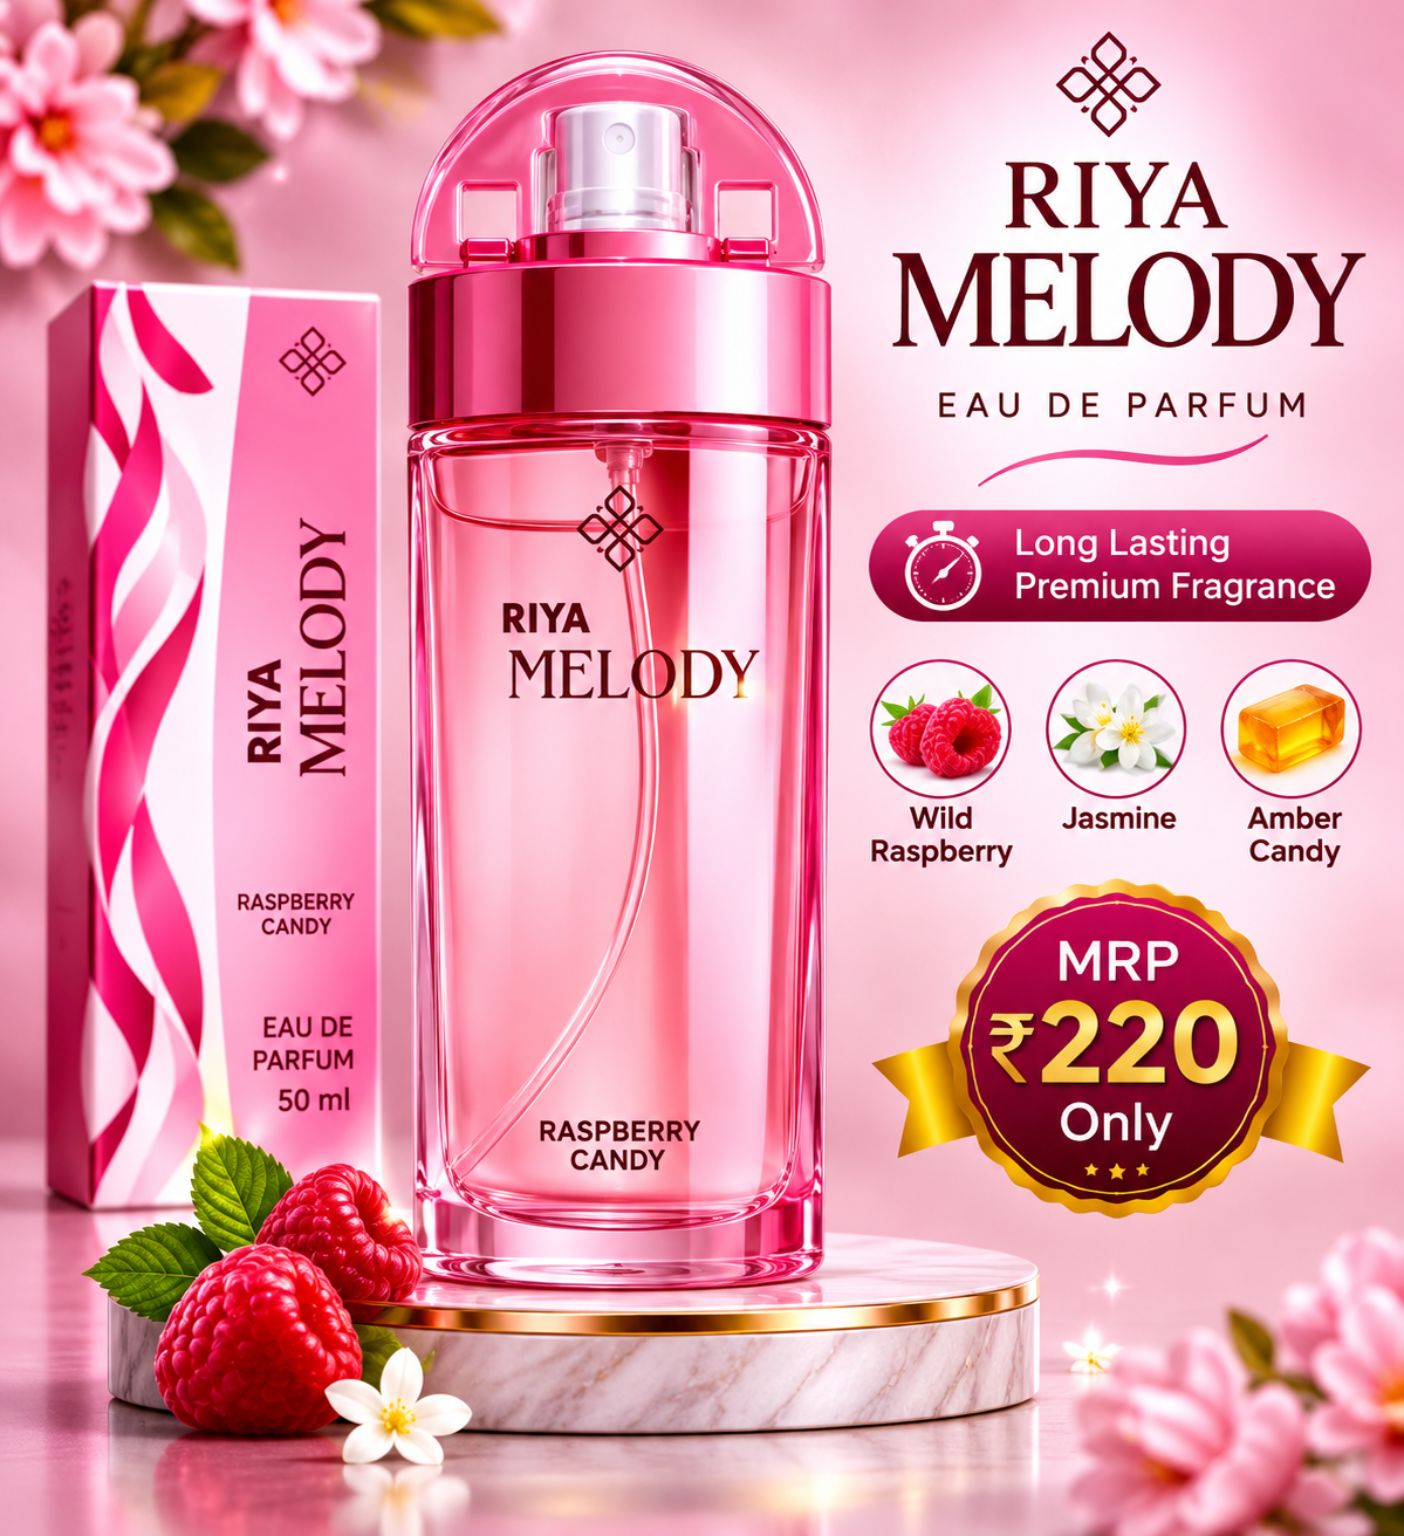 RIYA
MELODY
EAU DE PARFUM
Long Lasting
Premium Fragrance
Wild
Raspberry
Jasmine
Amber
Candy
MRP
₹220
Only
RIYA
MELODY
RASPBERRY
CANDY
EAU DE
PARFUM
50 ml
RIYA
MELODY
RASPBERRY
CANDY